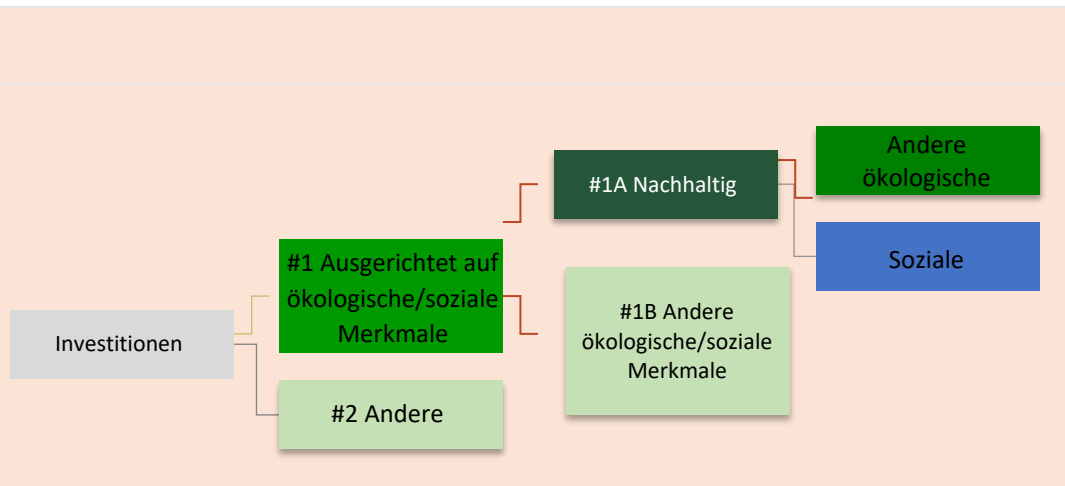 Investitionen
#1 Ausgerichtet auf
ökologische/soziale
Merkmale
#2 Andere
#1A Nachhaltig
#1B Andere
ökologische/soziale
Merkmale
Andere
ökologische
Soziale